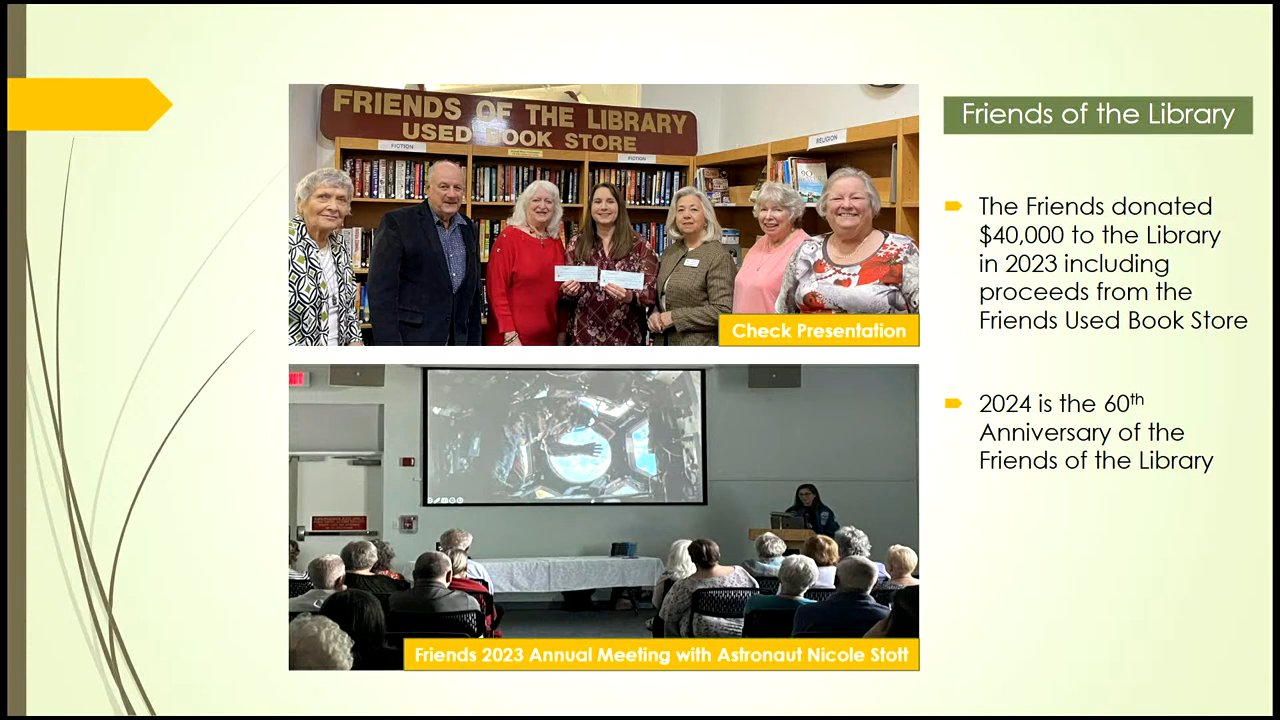 FRIENDS OF THE LIBRARY
USED BOOK STORE
FICTION
FICTION
RELIGION
Check Presentation
Friends 2023 Annual Meeting with Astronaut Nicole Stott
Friends of the Library
The Friends donated
$40,000 to the Library
in 2023 including
proceeds from the
Friends Used Book Store
2024 is the 60th
Anniversary of the
Friends of the Library